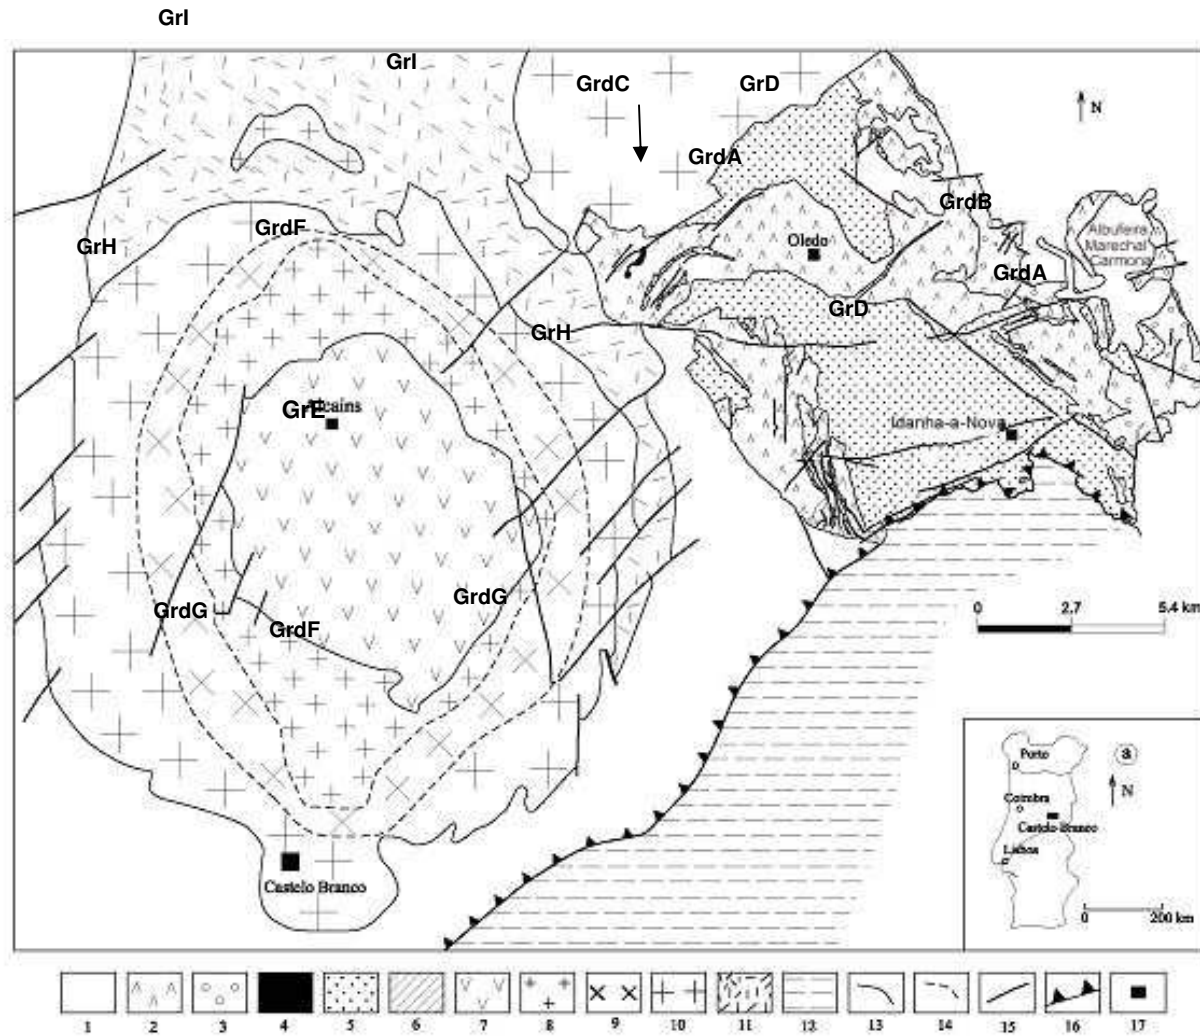 GrI
GrI
GrdC
GrD
N
GrdA
GrdB
GrH
GrdF
Oledo
Albufeira
Marechal
Carmona
GrdA
GrD
GrH
GrE
Idanha-a-Nova
GrdG
GrdG
GrdF
0 2.7 5.4 km
Porto
a
N
Coimbra
Castelo Branco
Lisboa
0 200 km
Castelo Branco
1 2 3 4 5 6 7 8 9 10 11 12 13 14 15 16 17